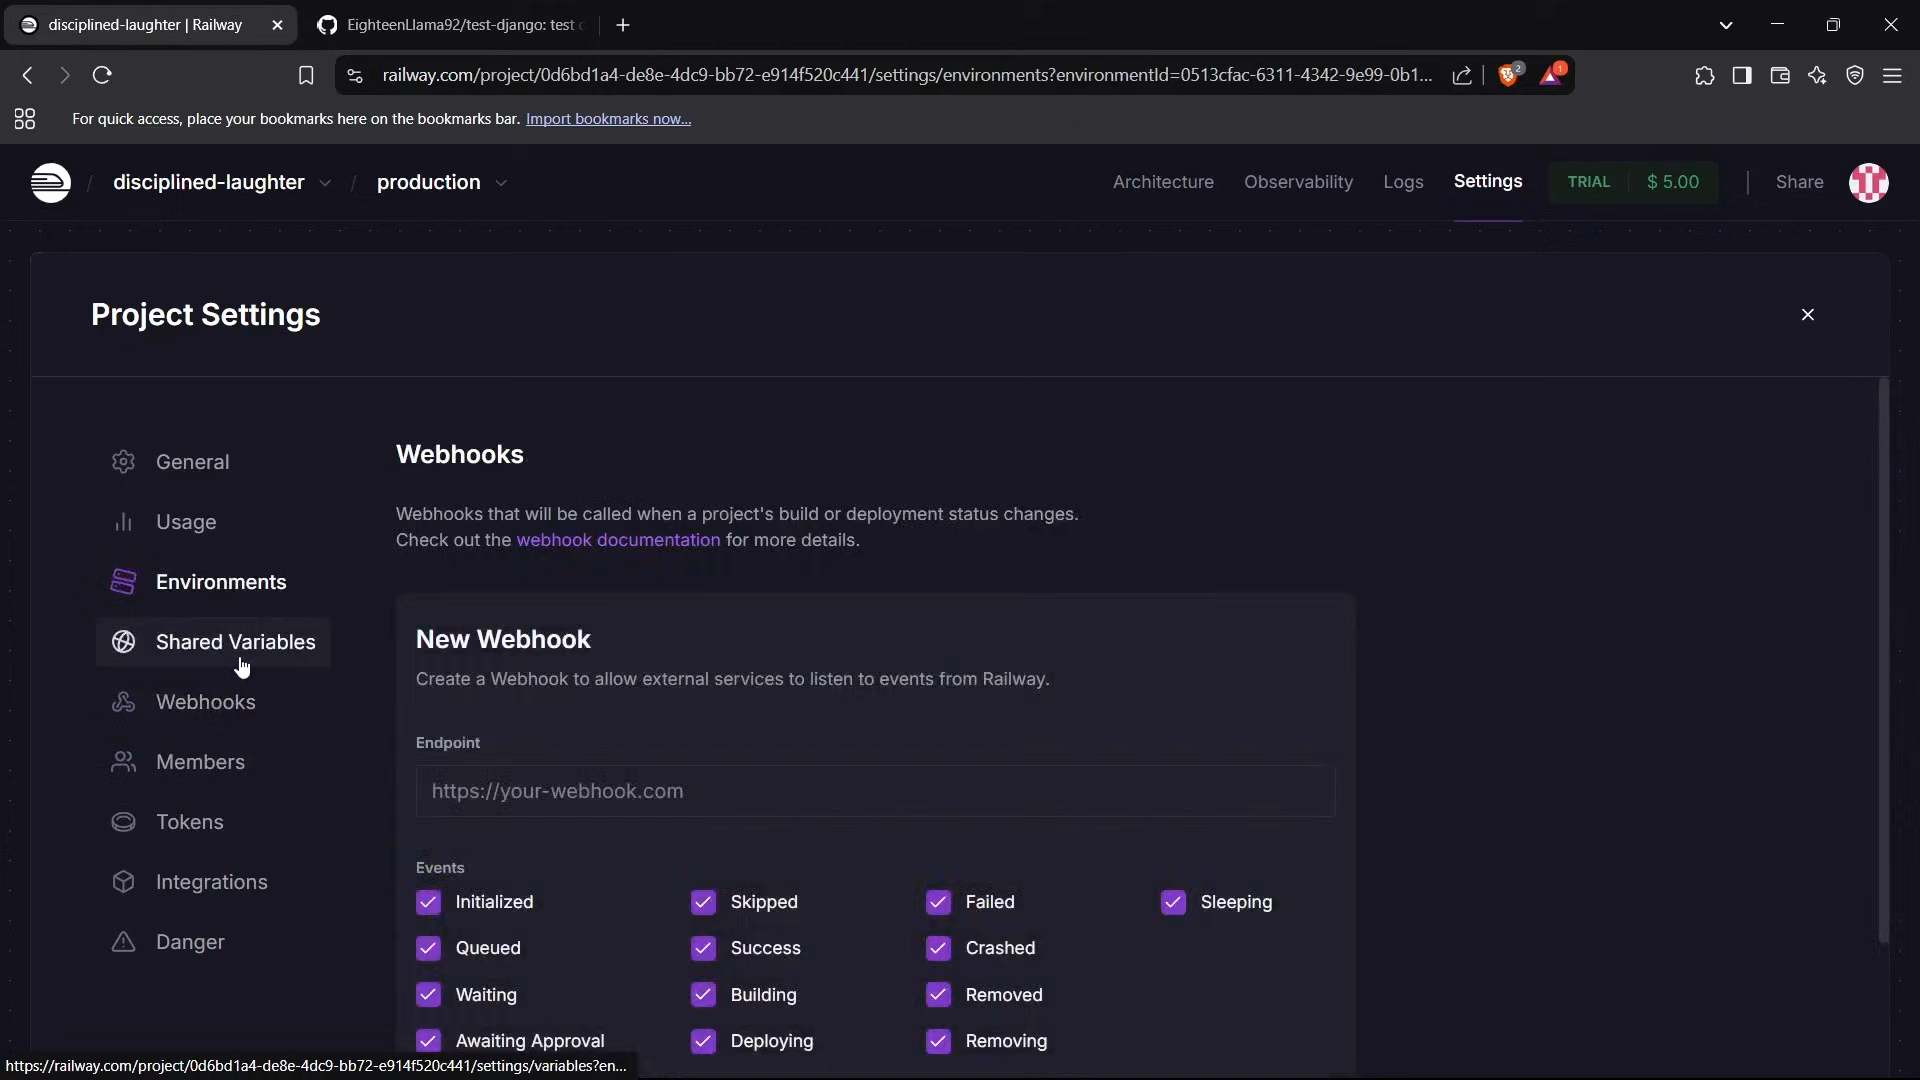 disciplined-laughter | Railway
EighteenLlama92/test-django: test
railway.com/project/0d6bd1a4-de8e-4dc9-bb72-e914f520c441/settings/environments?environmentId=0513cfac-6311-4342-9e99-0b1...
2
1
For quick access, place your bookmarks here on the bookmarks bar. Import bookmarks now...
/ disciplined-laughter / production
Architecture Observability Logs Settings TRIAL $ 5.00 Share
Project Settings
General
Usage
Environments
Shared Variables
Webhooks
Members
Tokens
Integrations
Danger
Webhooks
Webhooks that will be called when a project's build or deployment status changes.
Check out the webhook documentation for more details.
New Webhook
Create a Webhook to allow external services to listen to events from Railway.
Endpoint
https://your-webhook.com
Events
Initialized Skipped Failed Sleeping
Queued Success Crashed
Waiting Building Removed
Awaiting Approval Deploying Removing
https://railway.com/project/0d6bd1a4-de8e-4dc9-bb72-e914f520c441/settings/variables?en...